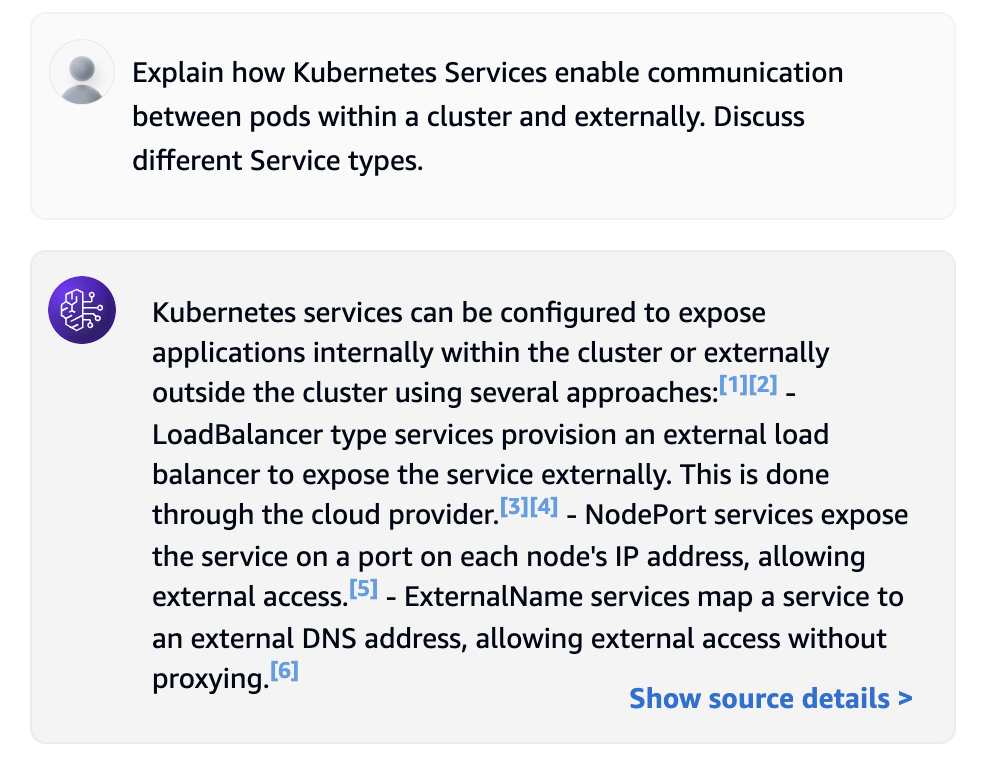 Explain how Kubernetes Services enable communication
between pods within a cluster and externally. Discuss
different Service types.
Kubernetes services can be configured to expose
applications internally within the cluster or externally
outside the cluster using several approaches:[1][2] -
LoadBalancer type services provision an external load
balancer to expose the service externally. This is done
through the cloud provider.[3][4] - NodePort services expose
the service on a port on each node's IP address, allowing
external access.[5] - ExternalName services map a service to
an external DNS address, allowing external access without
proxying.[6]
Show source details >